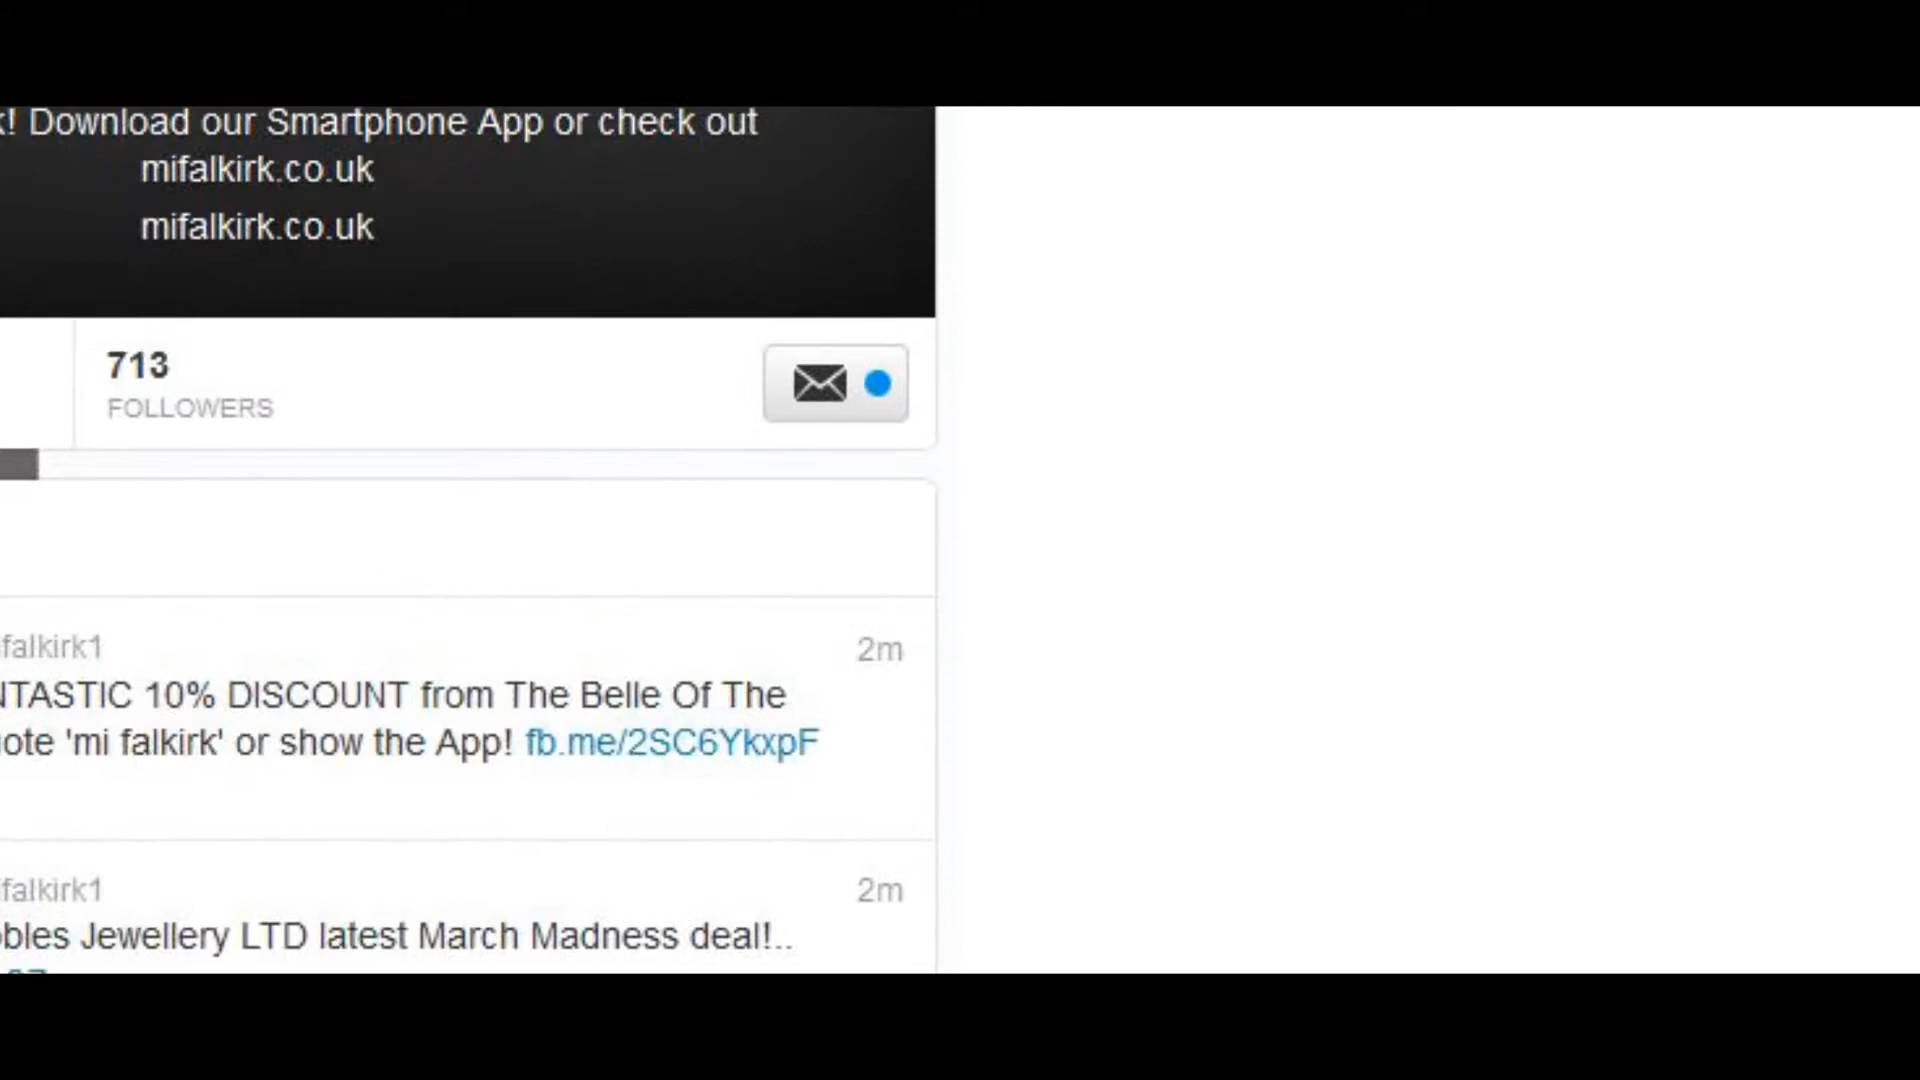 ! Download our Smartphone App or check out
mifalkirk.co.uk
mifalkirk.co.uk
713
FOLLOWERS
falkirk1
2m
NTASTIC 10% DISCOUNT from The Belle Of The
ote 'mi falkirk' or show the App! fb.me/2SC6YkxpF
falkirk1
2m
bles Jewellery LTD latest March Madness deal!..